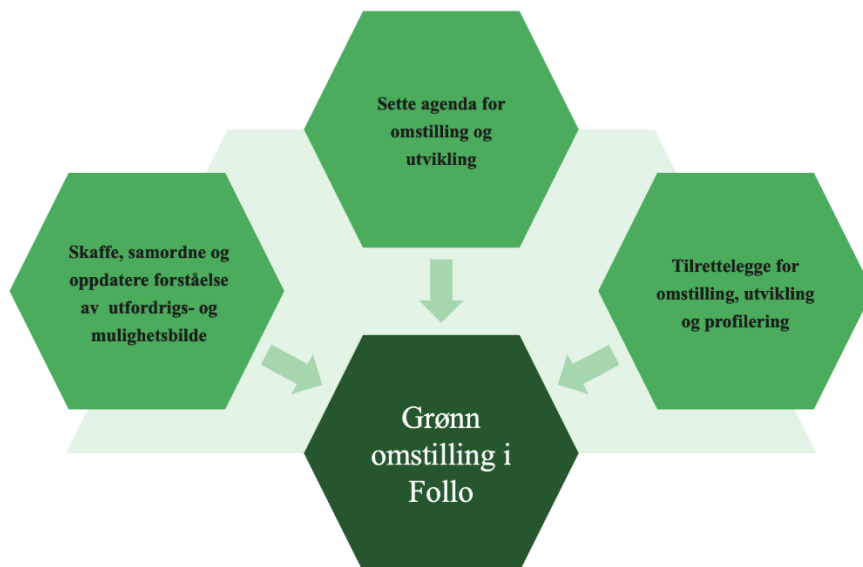 Sette agenda for
omstilling og
utvikling
Skaffe, samordne og
oppdatere forståelse
av utfordrigs- og
mulighetsbilde
Tilrettelegge for
omstilling, utvikling
og profilering
Grønn
omstilling i
Follo